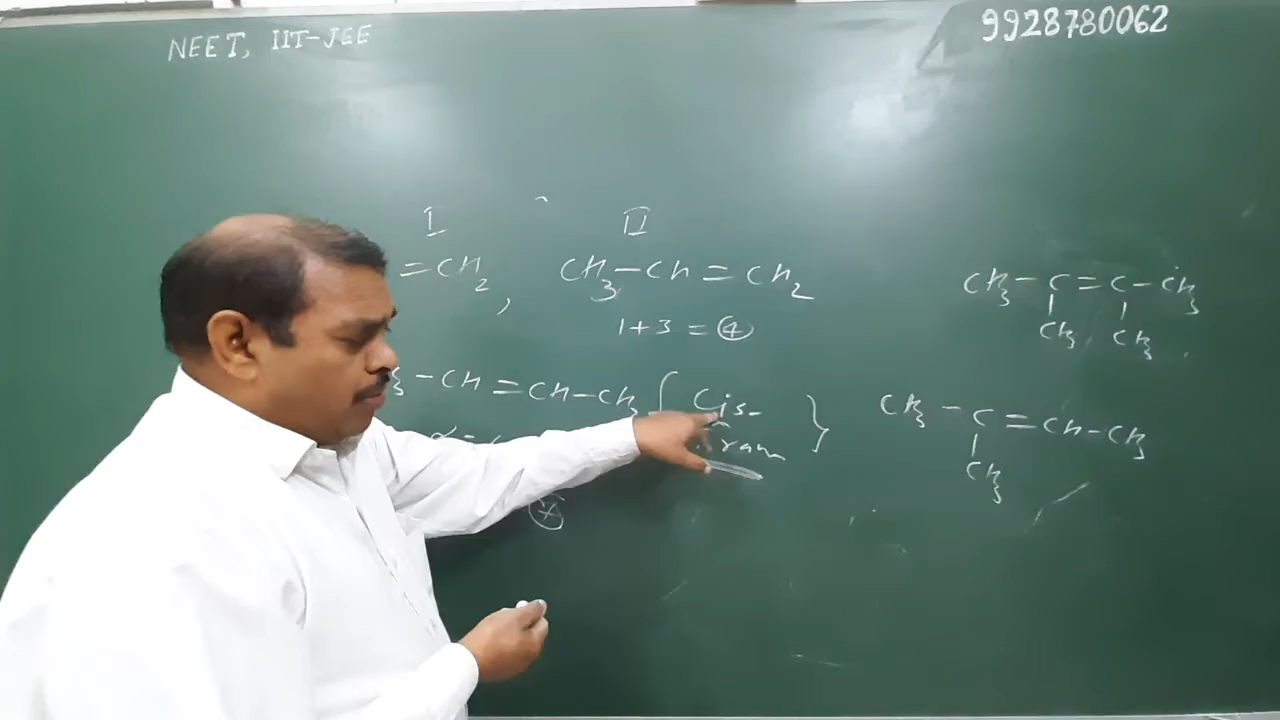 NEET, IIT-JEE
9928780062
I
II
=CH2 ,
CH3-CH=CH2
1+3 = ④
CH3-C=C-CH3
CH3 CH3
3-CH=CH-CH3 { Cis-
}
CH3-C=CH-CH3
CH3